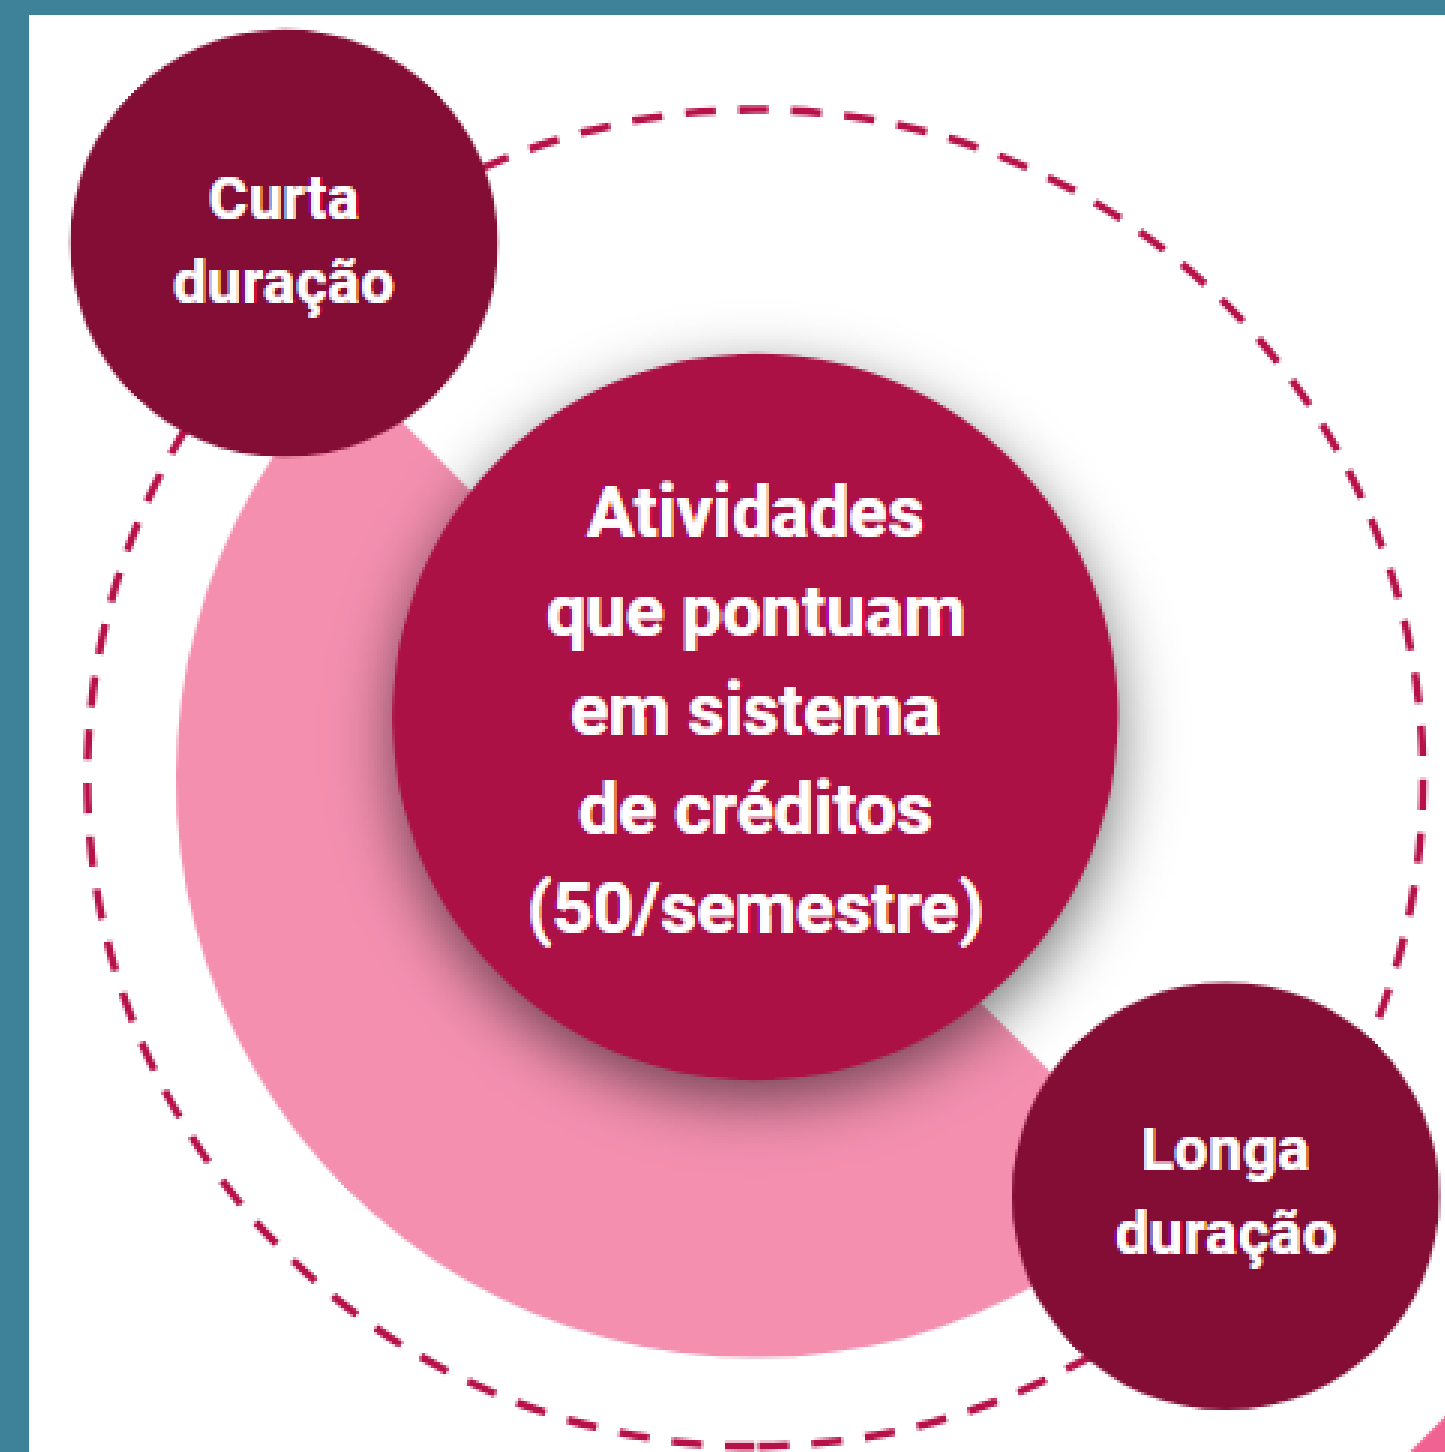 Curta
duração
Atividades
que pontuam
em sistema
de créditos
(50/semestre)
Longa
duração